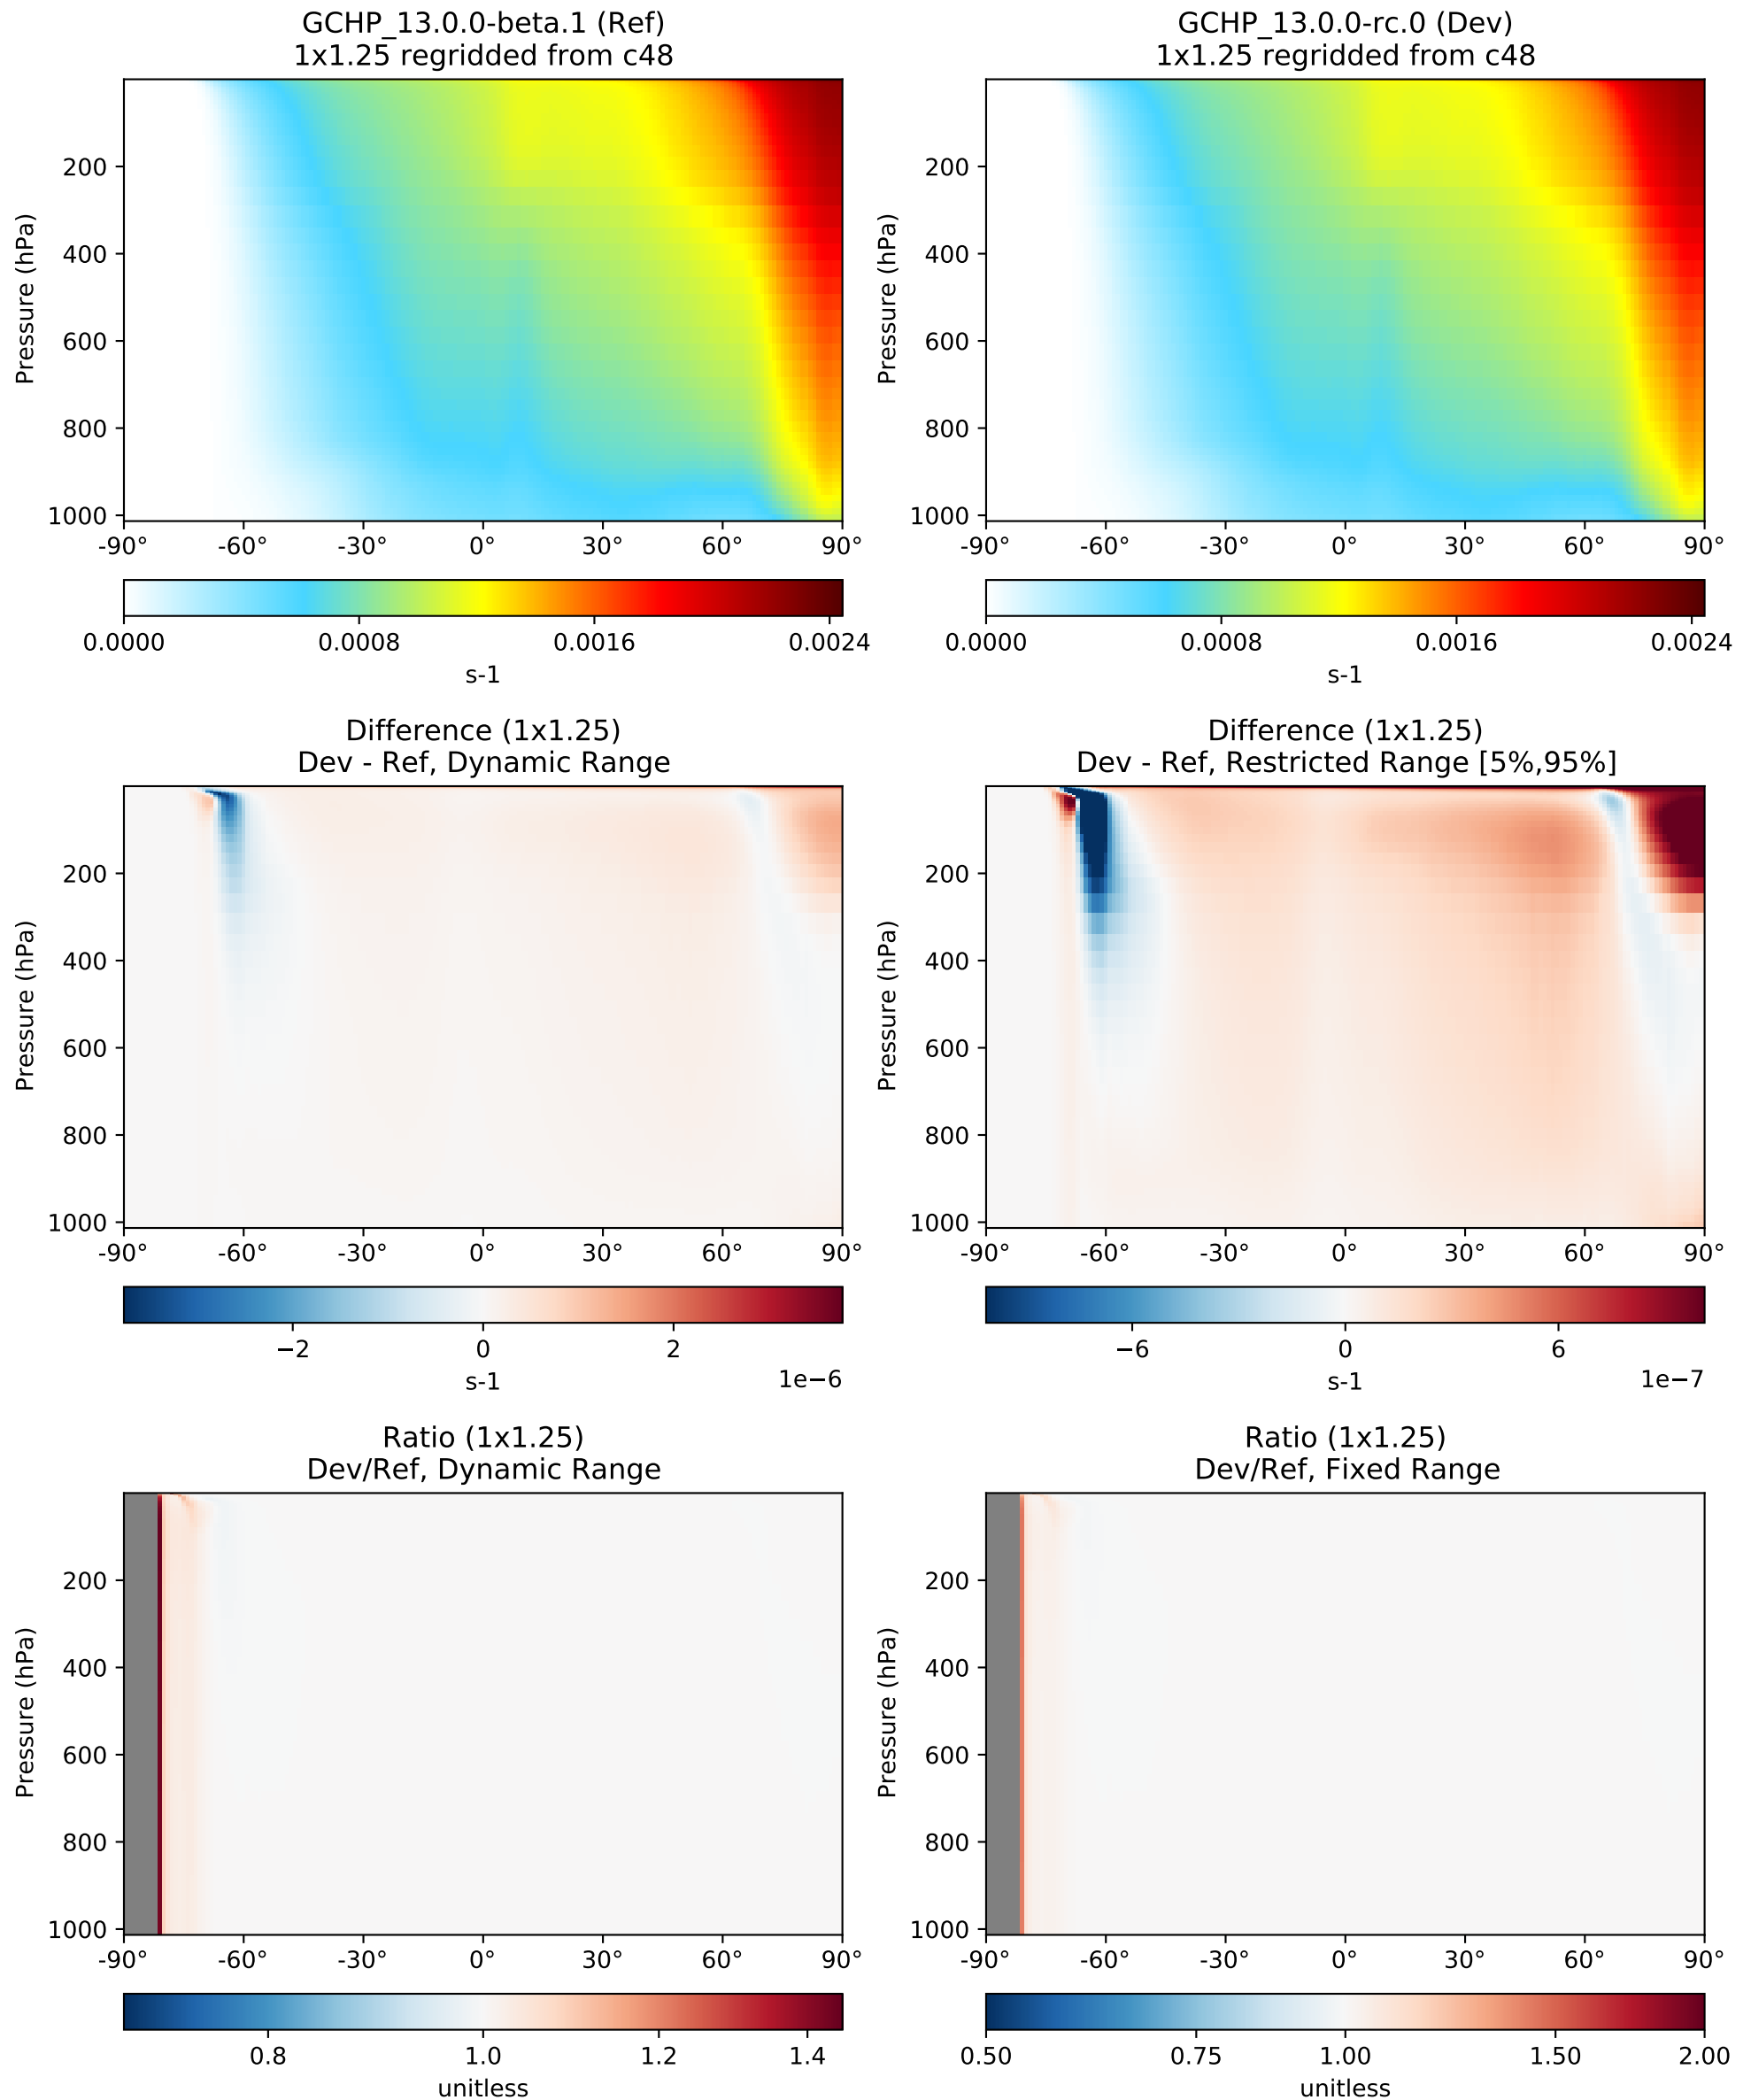 GCHP_13.0.0-beta.1 (Ref)
1x1.25 regridded from c48
Pressure (hPa)
200
400
600
800
1000
-90° -60° -30° 0° 30° 60° 90°
0.0000 0.0008 0.0016 0.0024
s-1
GCHP_13.0.0-rc.0 (Dev)
1x1.25 regridded from c48
Pressure (hPa)
200
400
600
800
1000
-90° -60° -30° 0° 30° 60° 90°
0.0000 0.0008 0.0016 0.0024
s-1
Difference (1x1.25)
Dev - Ref, Dynamic Range
Pressure (hPa)
200
400
600
800
1000
-90° -60° -30° 0° 30° 60° 90°
−2 0 2
s-1 1e−6
Difference (1x1.25)
Dev - Ref, Restricted Range [5%,95%]
Pressure (hPa)
200
400
600
800
1000
-90° -60° -30° 0° 30° 60° 90°
−6 0 6
s-1 1e−7
Ratio (1x1.25)
Dev/Ref, Dynamic Range
Pressure (hPa)
200
400
600
800
1000
-90° -60° -30° 0° 30° 60° 90°
0.8 1.0 1.2 1.4
unitless
Ratio (1x1.25)
Dev/Ref, Fixed Range
Pressure (hPa)
200
400
600
800
1000
-90° -60° -30° 0° 30° 60° 90°
0.50 0.75 1.00 1.50 2.00
unitless